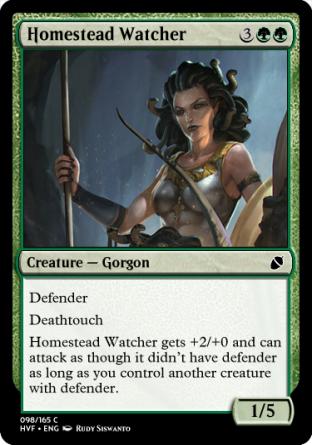 Homestead Watcher 3
Creature — Gorgon
Defender
Deathtouch
Homestead Watcher gets +2/+0 and can
attack as though it didn't have defender
as long as you control another creature
with defender.
1/5
098/165 C
HVF • ENG Rudy Siswanto